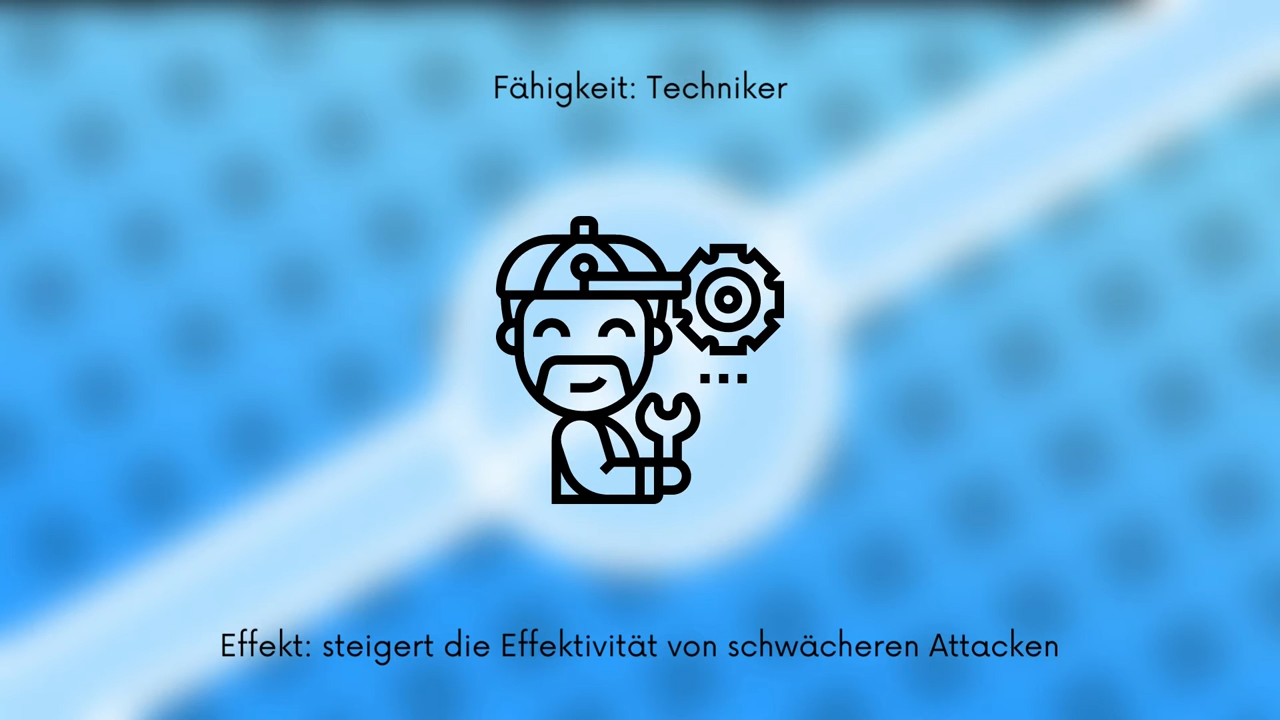 Fähigkeit: Techniker
Effekt: steigert die Effektivität von schwächeren Attacken